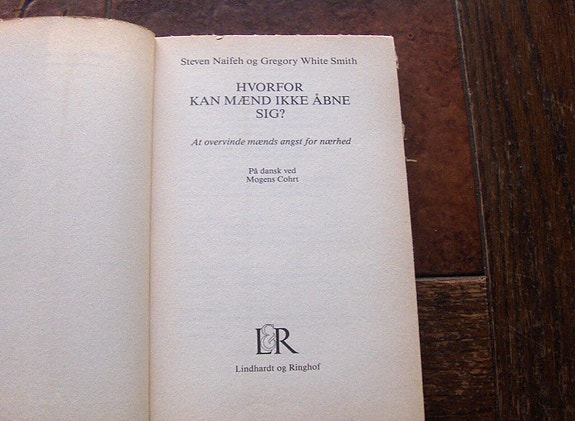 Steven Naifeh og Gregory White Smith
HVORFOR
KAN MÆND IKKE ÅBNE
SIG?
At overvinde mænds angst for nærhed
På dansk ved
Mogens Cohrt
L&R
Lindhardt og Ringhof